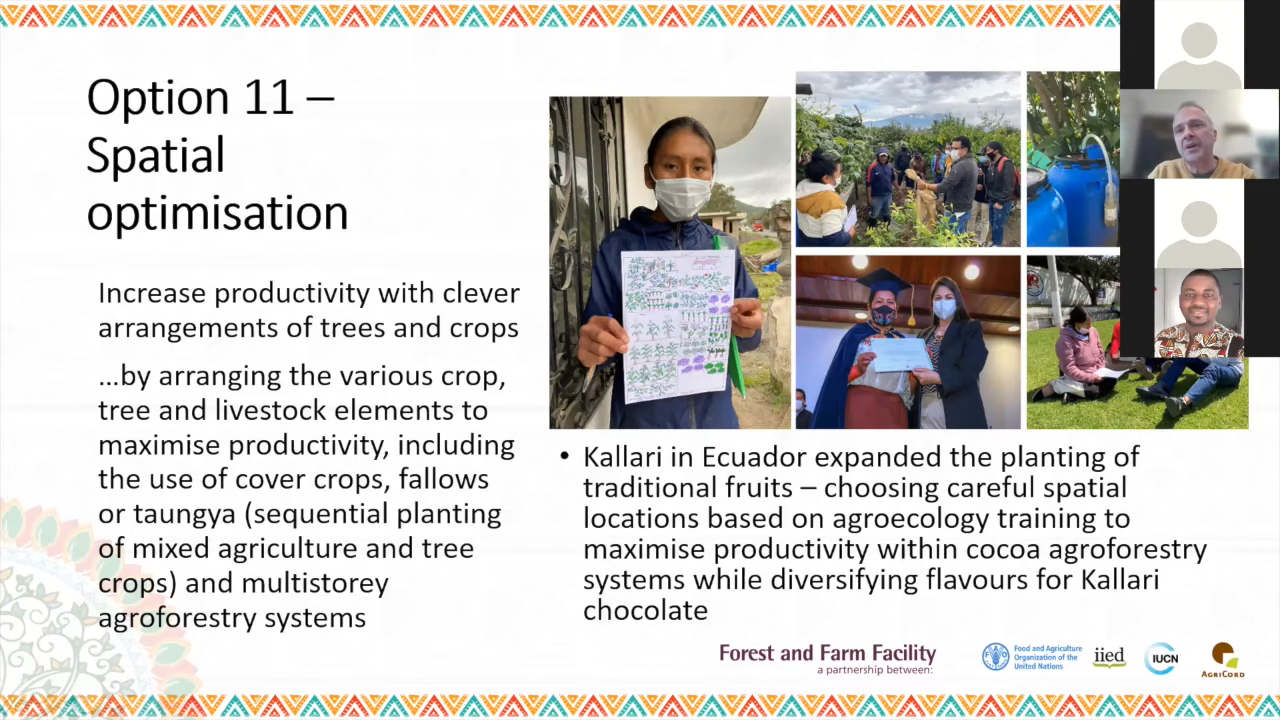 Option 11 –
Spatial
optimisation
Increase productivity with clever
arrangements of trees and crops
...by arranging the various crop,
tree and livestock elements to
maximise productivity, including
the use of cover crops, fallows
or taungya (sequential planting
of mixed agriculture and tree
crops) and multistorey
agroforestry systems
• Kallari in Ecuador expanded the planting of
traditional fruits – choosing careful spatial
locations based on agroecology training to
maximise productivity within cocoa agroforestry
systems while diversifying flavours for Kallari
chocolate
Forest and Farm Facility
a partnership between:
Food and Agriculture
Organization of the
United Nations
iied
IUCN
AGRICORD